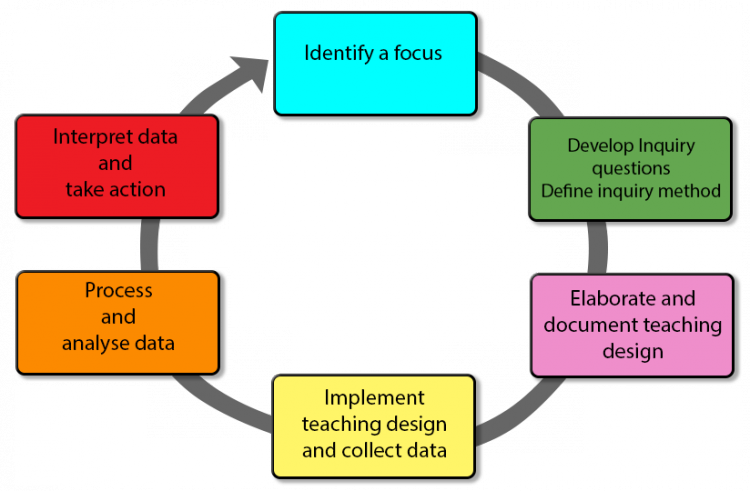 Identify a focus
Develop Inquiry
questions
Define inquiry method
Elaborate and
document teaching
design
Implement
teaching design
and collect data
Process
and
analyse data
Interpret data
and
take action